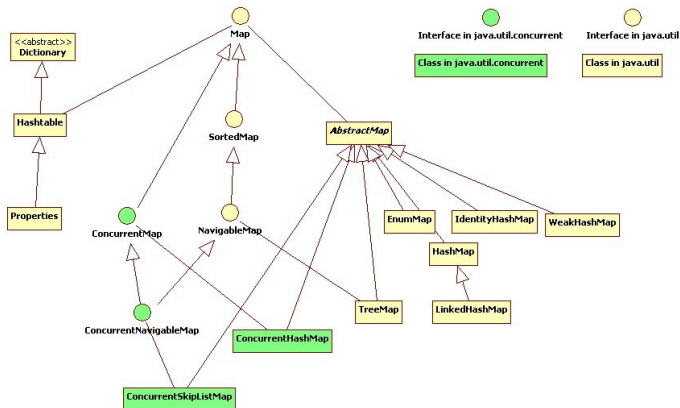 Map
Interface in java.util.concurrent
Interface in java.util
<<abstract>>
Dictionary
Class in java.util.concurrent
Class in java.util
Hashtable
SortedMap
AbstractMap
Properties
ConcurrentMap
NavigableMap
EnumMap
IdentityHashMap
WeakHashMap
HashMap
ConcurrentNavigableMap
TreeMap
LinkedHashMap
ConcurrentHashMap
ConcurrentSkipListMap